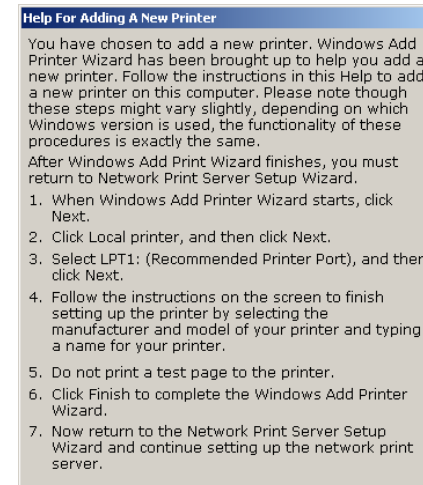 Help For Adding A New Printer
You have chosen to add a new printer. Windows Add
Printer Wizard has been brought up to help you add a
new printer. Follow the instructions in this Help to add
a new printer on this computer. Please note though
these steps might vary slightly, depending on which
Windows version is used, the functionality of these
procedures is exactly the same.
After Windows Add Print Wizard finishes, you must
return to Network Print Server Setup Wizard.
1. When Windows Add Printer Wizard starts, click
Next.
2. Click Local printer, and then click Next.
3. Select LPT1: (Recommended Printer Port), and then
click Next.
4. Follow the instructions on the screen to finish
setting up the printer by selecting the
manufacturer and model of your printer and typing
a name for your printer.
5. Do not print a test page to the printer.
6. Click Finish to complete the Windows Add Printer
Wizard.
7. Now return to the Network Print Server Setup
Wizard and continue setting up the network print
server.